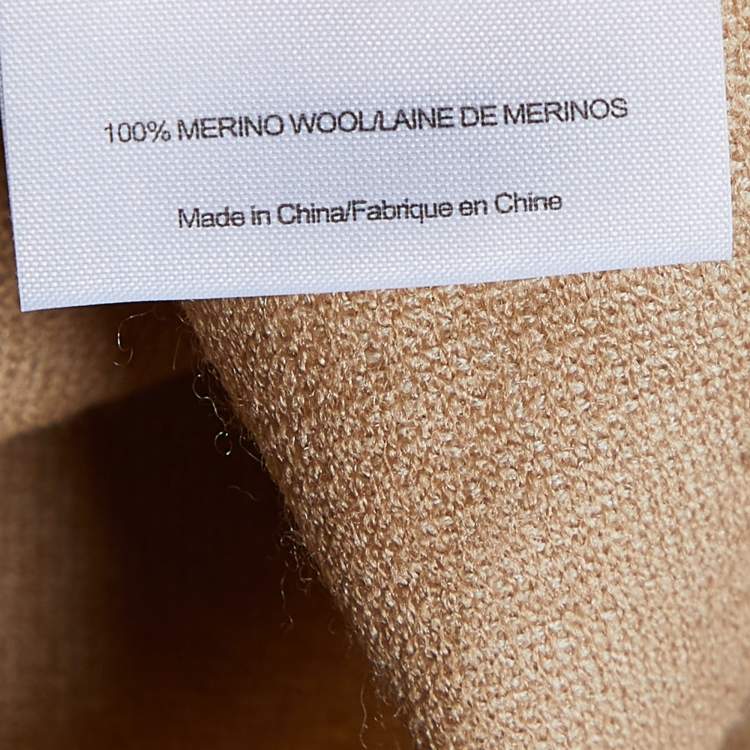 100% MERINO WOOL/LAINE DE MERINOS
Made in China/Fabrique en Chine